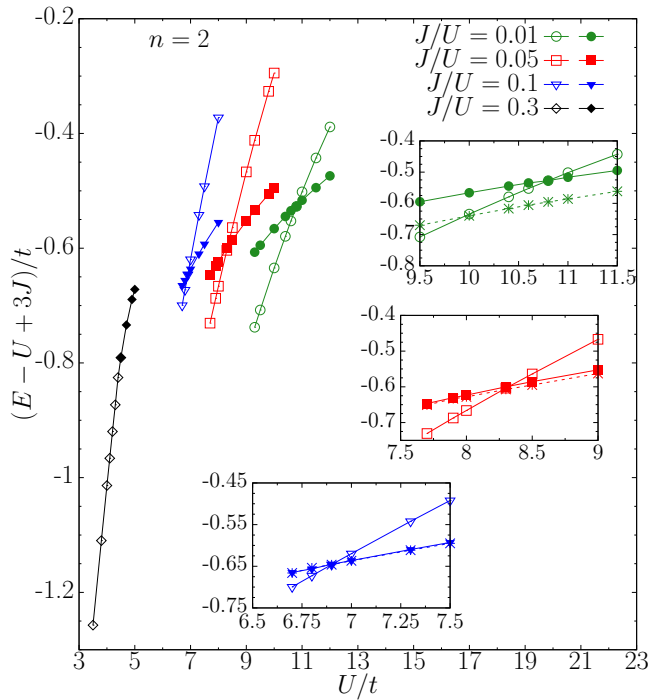 n = 2
J/U = 0.01
J/U = 0.05
J/U = 0.1
J/U = 0.3
(E − U + 3J)/t
-0.2
-0.4
-0.6
-0.8
-1
-1.2
3 5 7 9 11 13 15 17 19 21 23
U/t
-0.4
-0.5
-0.6
-0.7
-0.8
9.5 10 10.5 11 11.5
-0.4
-0.5
-0.6
-0.7
7.5 8 8.5 9
-0.45
-0.55
-0.65
-0.75
6.5 6.75 7 7.25 7.5